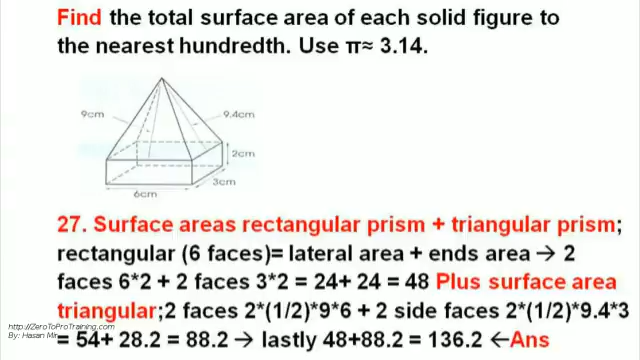 Find the total surface area of each solid figure to
the nearest hundredth. Use π≈ 3.14.
9cm
9.4cm
2cm
3cm
6cm
27. Surface areas rectangular prism + triangular prism;
rectangular (6 faces)= lateral area + ends area → 2
faces 6*2 + 2 faces 3*2 = 24+ 24 = 48 Plus surface area
triangular;2 faces 2*(1/2)*9*6 + 2 side faces 2*(1/2)*9.4*3
= 54+ 28.2 = 88.2 → lastly 48+88.2 = 136.2 ←Ans
http://ZeroToProTraining.com
By: Hasan Mir